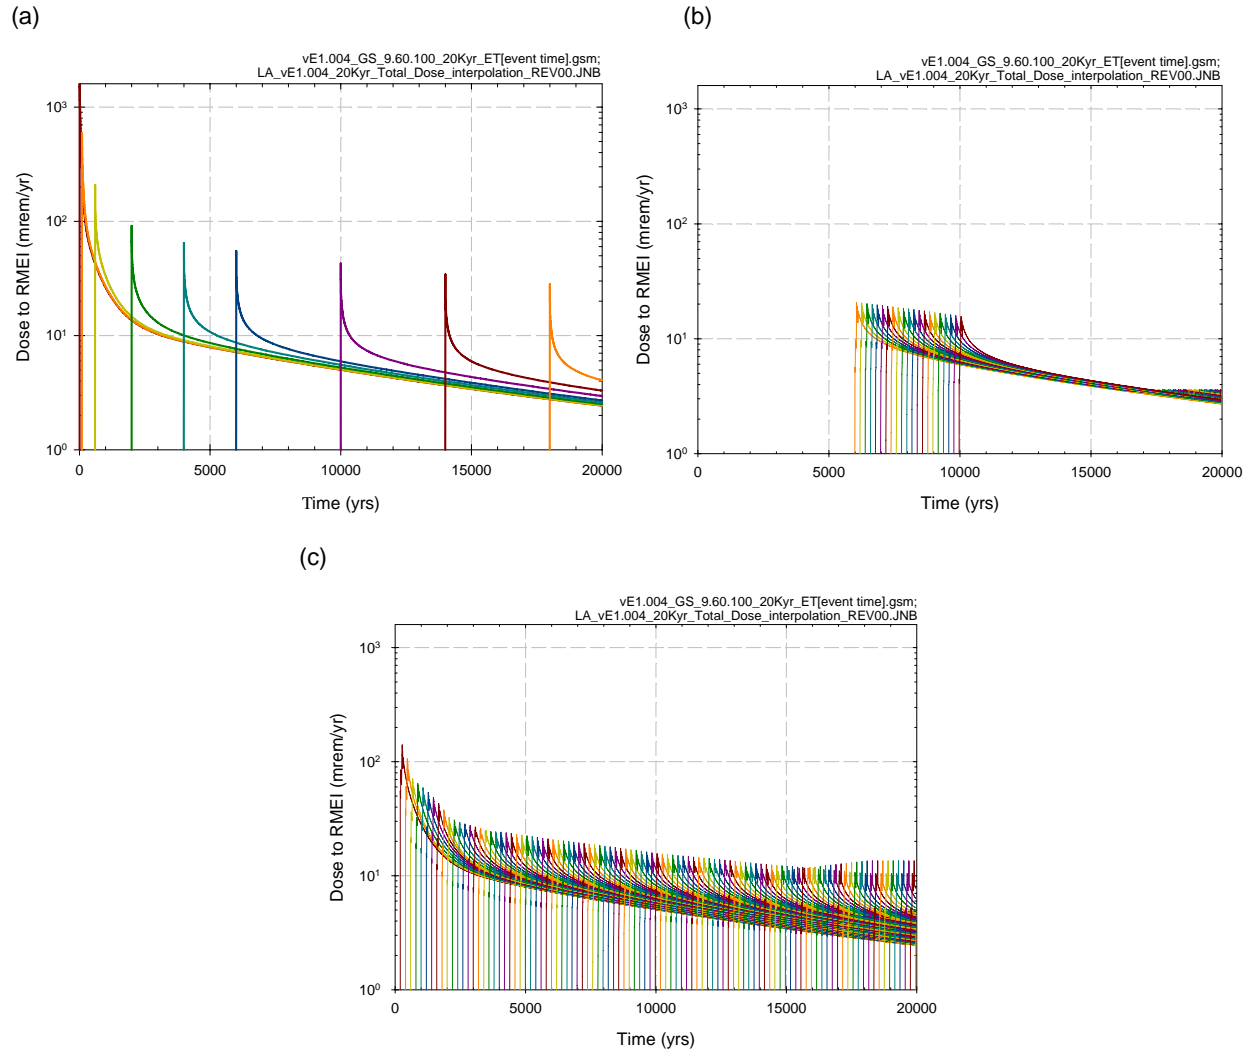 (a)
vE1.004_GS_9.60.100_20Kyr_ET[event time].gsm;
LA_vE1.004_20Kyr_Total_Dose_interpolation_REV00.JNB
10³
10²
10¹
10⁰
Dose to RMEI (mrem/yr)
0 5000 10000 15000 20000
Time (yrs)
(b)
vE1.004_GS_9.60.100_20Kyr_ET[event time].gsm;
LA_vE1.004_20Kyr_Total_Dose_interpolation_REV00.JNB
10³
10²
10¹
10⁰
Dose to RMEI (mrem/yr)
0 5000 10000 15000 20000
Time (yrs)
(c)
vE1.004_GS_9.60.100_20Kyr_ET[event time].gsm;
LA_vE1.004_20Kyr_Total_Dose_interpolation_REV00.JNB
10³
10²
10¹
10⁰
Dose to RMEI (mrem/yr)
0 5000 10000 15000 20000
Time (yrs)